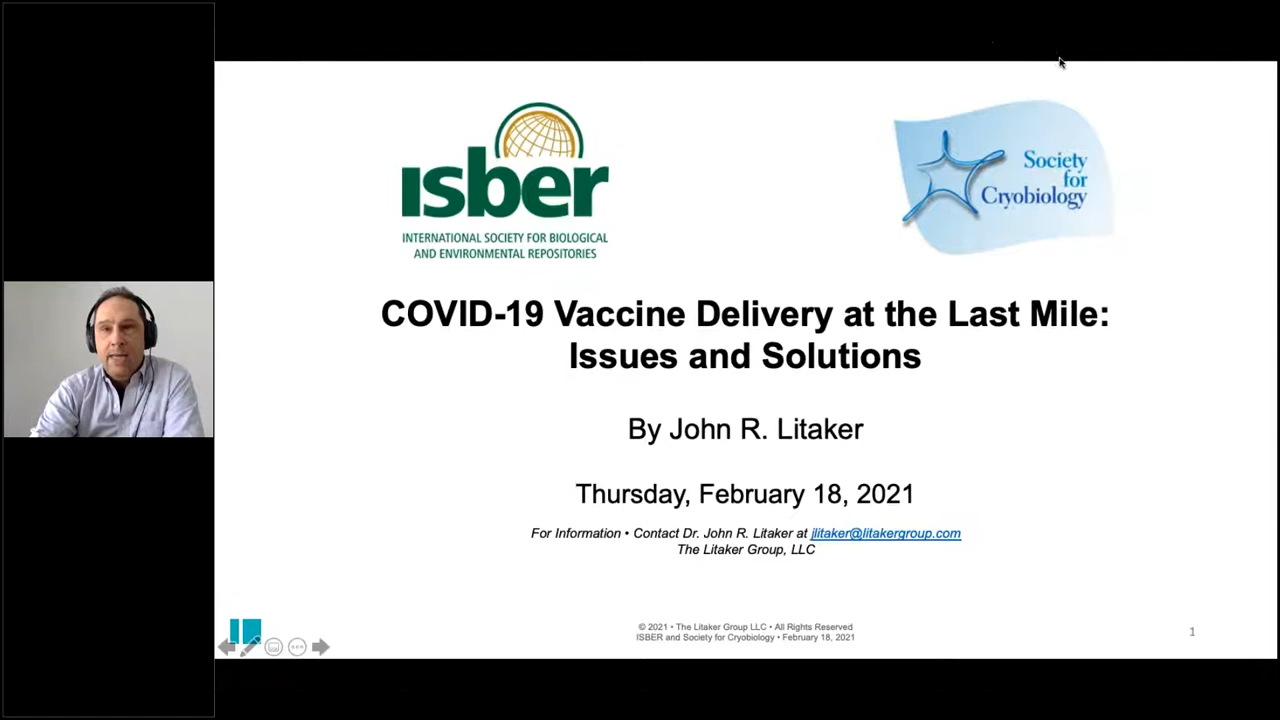 isber
INTERNATIONAL SOCIETY FOR BIOLOGICAL
AND ENVIRONMENTAL REPOSITORIES
Society
for
Cryobiology
COVID-19 Vaccine Delivery at the Last Mile:
Issues and Solutions
By John R. Litaker
Thursday, February 18, 2021
For Information • Contact Dr. John R. Litaker at jlitaker@litakergroup.com
The Litaker Group, LLC
© 2021 • The Litaker Group LLC • All Rights Reserved
ISBER and Society for Cryobiology • February 18, 2021
1